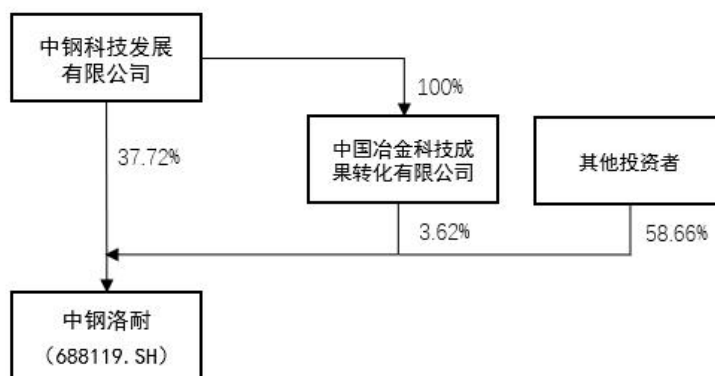 中钢科技发展
有限公司
100%
37.72%
中国冶金科技成
果转化有限公司
其他投资者
3.62%
58.66%
中钢洛耐
（688119.SH）